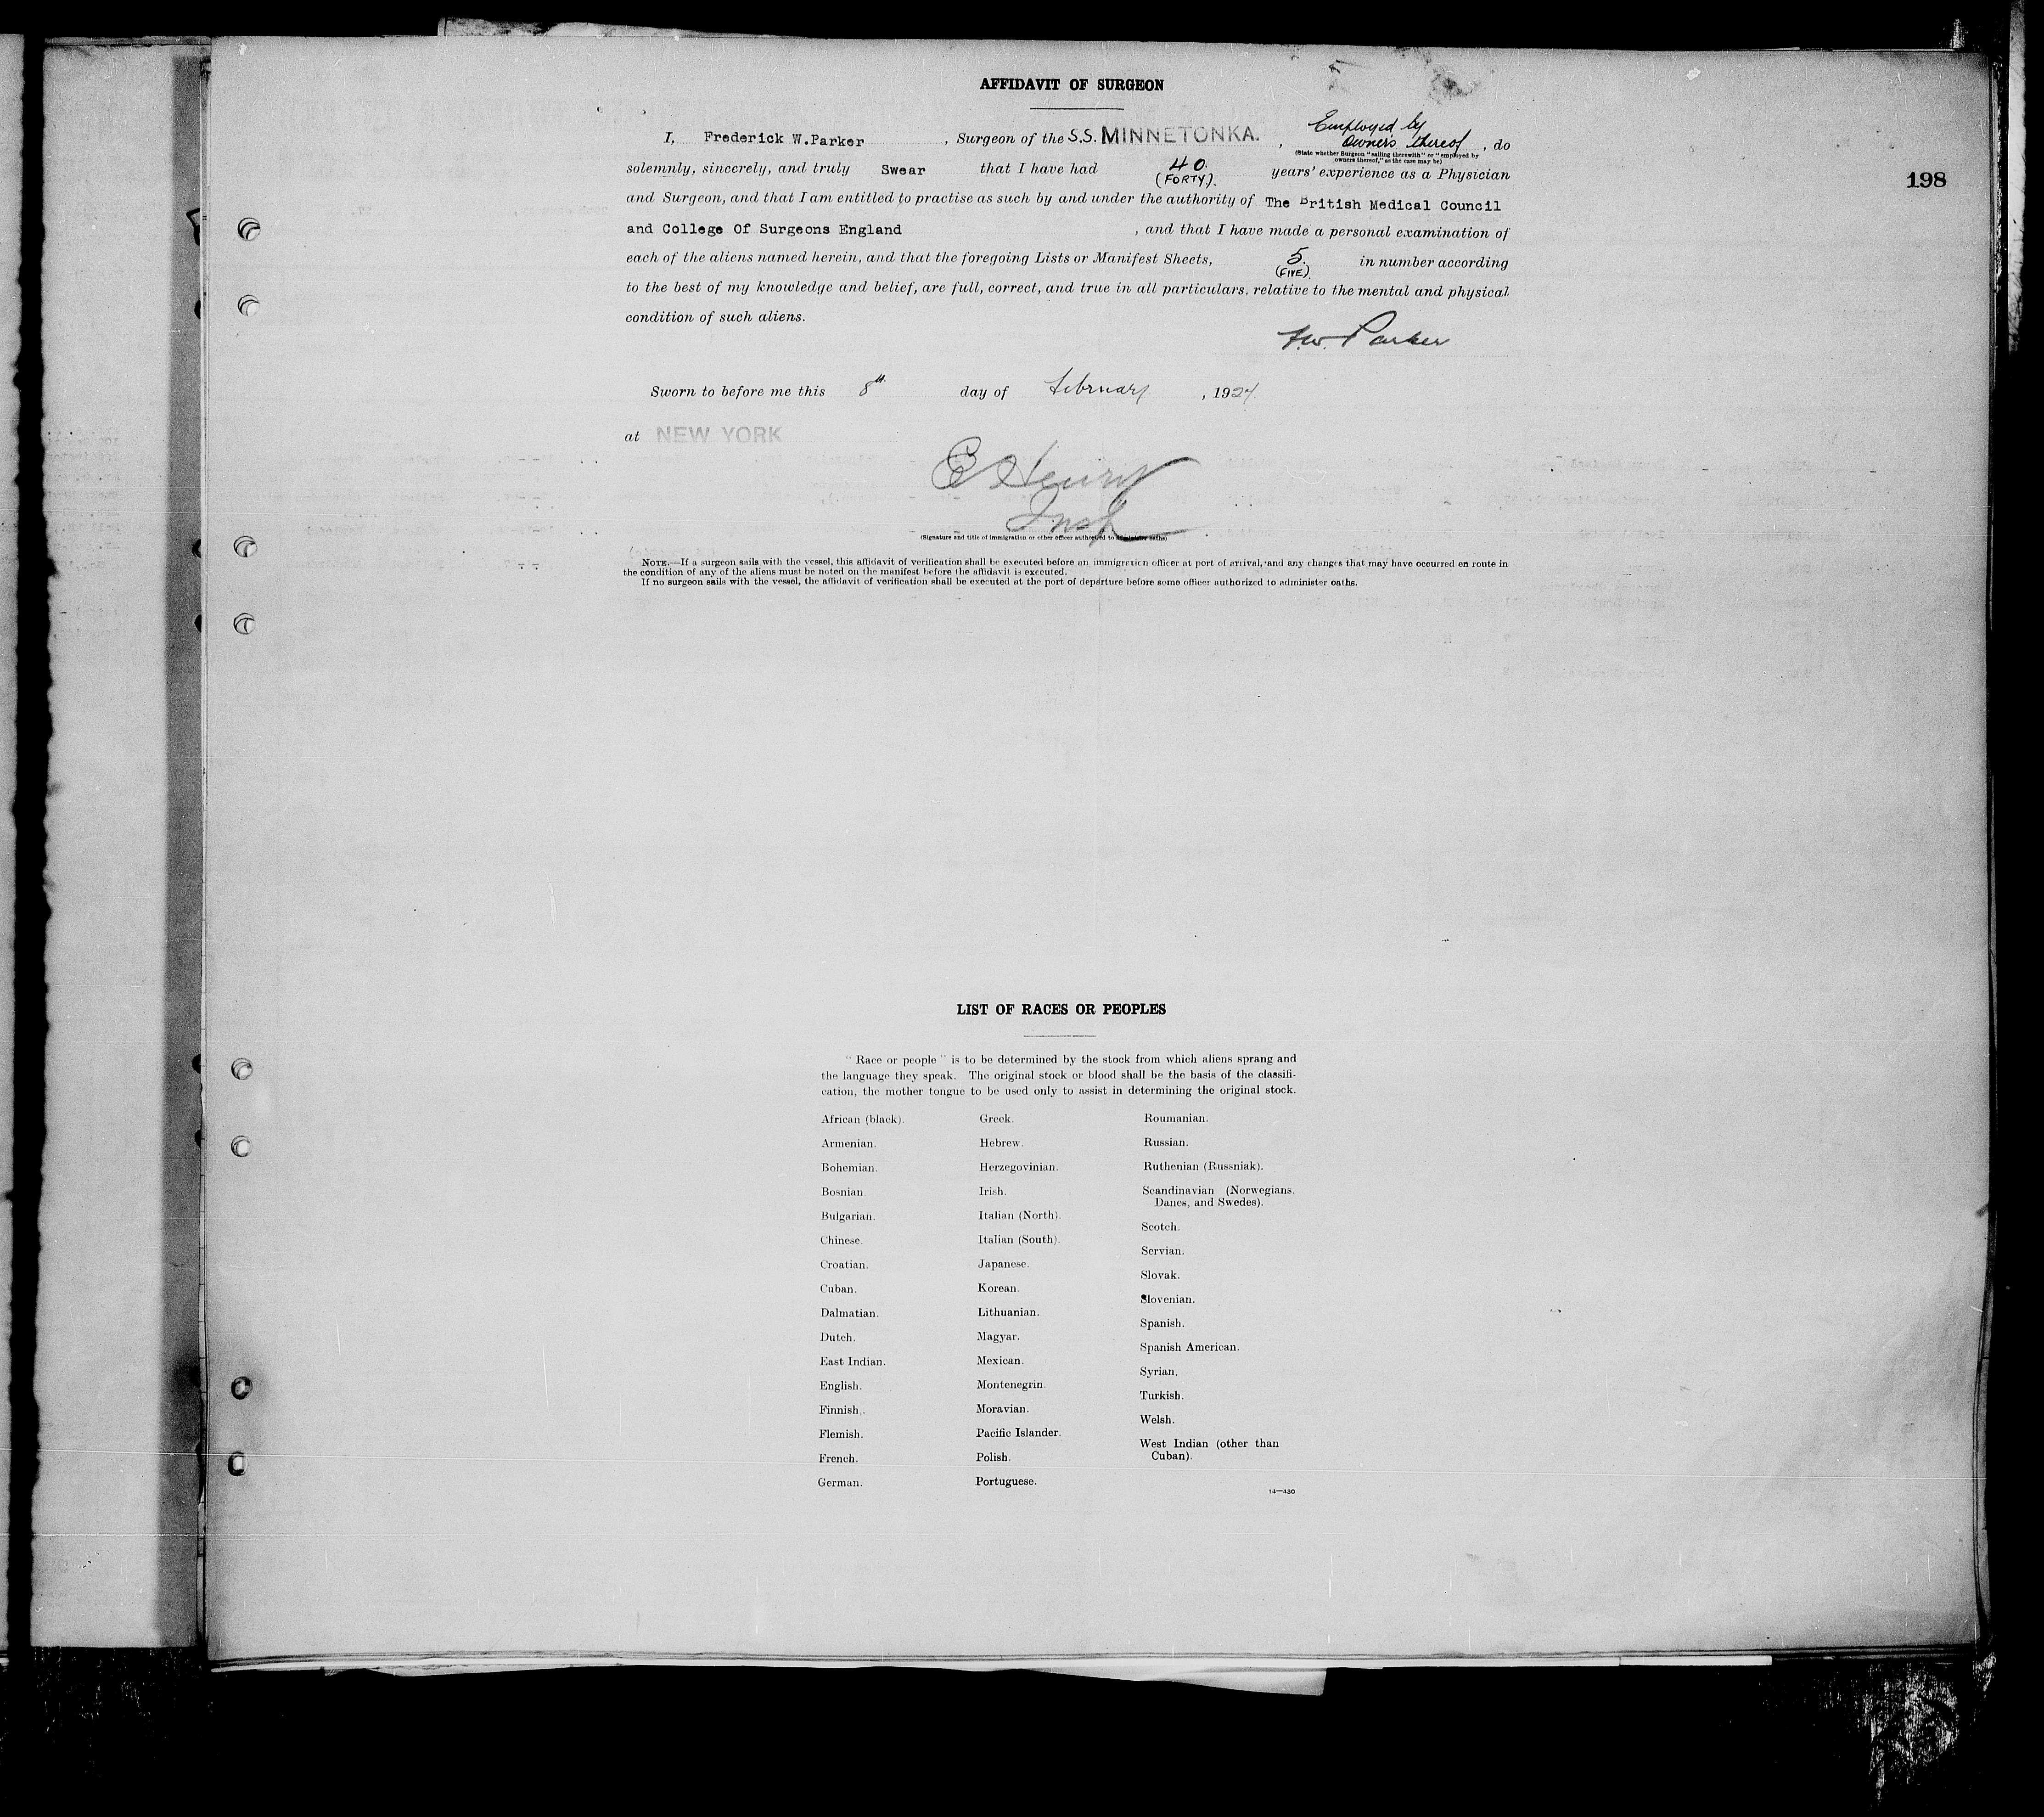 AFFIDAVIT OF SURGEON
198
I, Frederick W.Parker , Surgeon of the S.S. MINNETONKA. , Employed by Owners thereof , do
(State whether Surgeon "sailing therewith" or "employed by owners thereof," as the case may be)
solemnly, sincerely, and truly Swear that I have had 40. (FORTY). years' experience as a Physician
and Surgeon, and that I am entitled to practise as such by and under the authority of The British Medical Council
and College Of Surgeons England , and that I have made a personal examination of
each of the aliens named herein, and that the foregoing Lists or Manifest Sheets, 5. (FIVE). in number according
to the best of my knowledge and belief, are full, correct, and true in all particulars, relative to the mental and physical
condition of such aliens.
F.W. Parker
Sworn to before me this 8th day of February , 1924.
at NEW YORK
E Henry
Insp
(Signature and title of immigration or other officer authorized to administer oaths)
NOTE.—If a surgeon sails with the vessel, this affidavit of verification shall be executed before an immigration officer at port of arrival, and any changes that may have occurred en route in
the condition of any of the aliens must be noted on the manifest before the affidavit is executed.
If no surgeon sails with the vessel, the affidavit of verification shall be executed at the port of departure before some officer authorized to administer oaths.
LIST OF RACES OR PEOPLES
"Race or people" is to be determined by the stock from which aliens sprang and
the language they speak. The original stock or blood shall be the basis of the classifi-
cation, the mother tongue to be used only to assist in determining the original stock.
African (black).
Armenian.
Bohemian.
Bosnian.
Bulgarian.
Chinese.
Croatian.
Cuban.
Dalmatian.
Dutch.
East Indian.
English.
Finnish.
Flemish.
French.
German.
Greek.
Hebrew.
Herzegovinian.
Irish.
Italian (North).
Italian (South).
Japanese.
Korean.
Lithuanian.
Magyar.
Mexican.
Montenegrin.
Moravian.
Pacific Islander.
Polish.
Portuguese.
Roumanian.
Russian.
Ruthenian (Russniak).
Scandinavian (Norwegians,
Danes, and Swedes).
Scotch.
Servian.
Slovak.
Slovenian.
Spanish.
Spanish American.
Syrian.
Turkish.
Welsh.
West Indian (other than
Cuban).
14—430